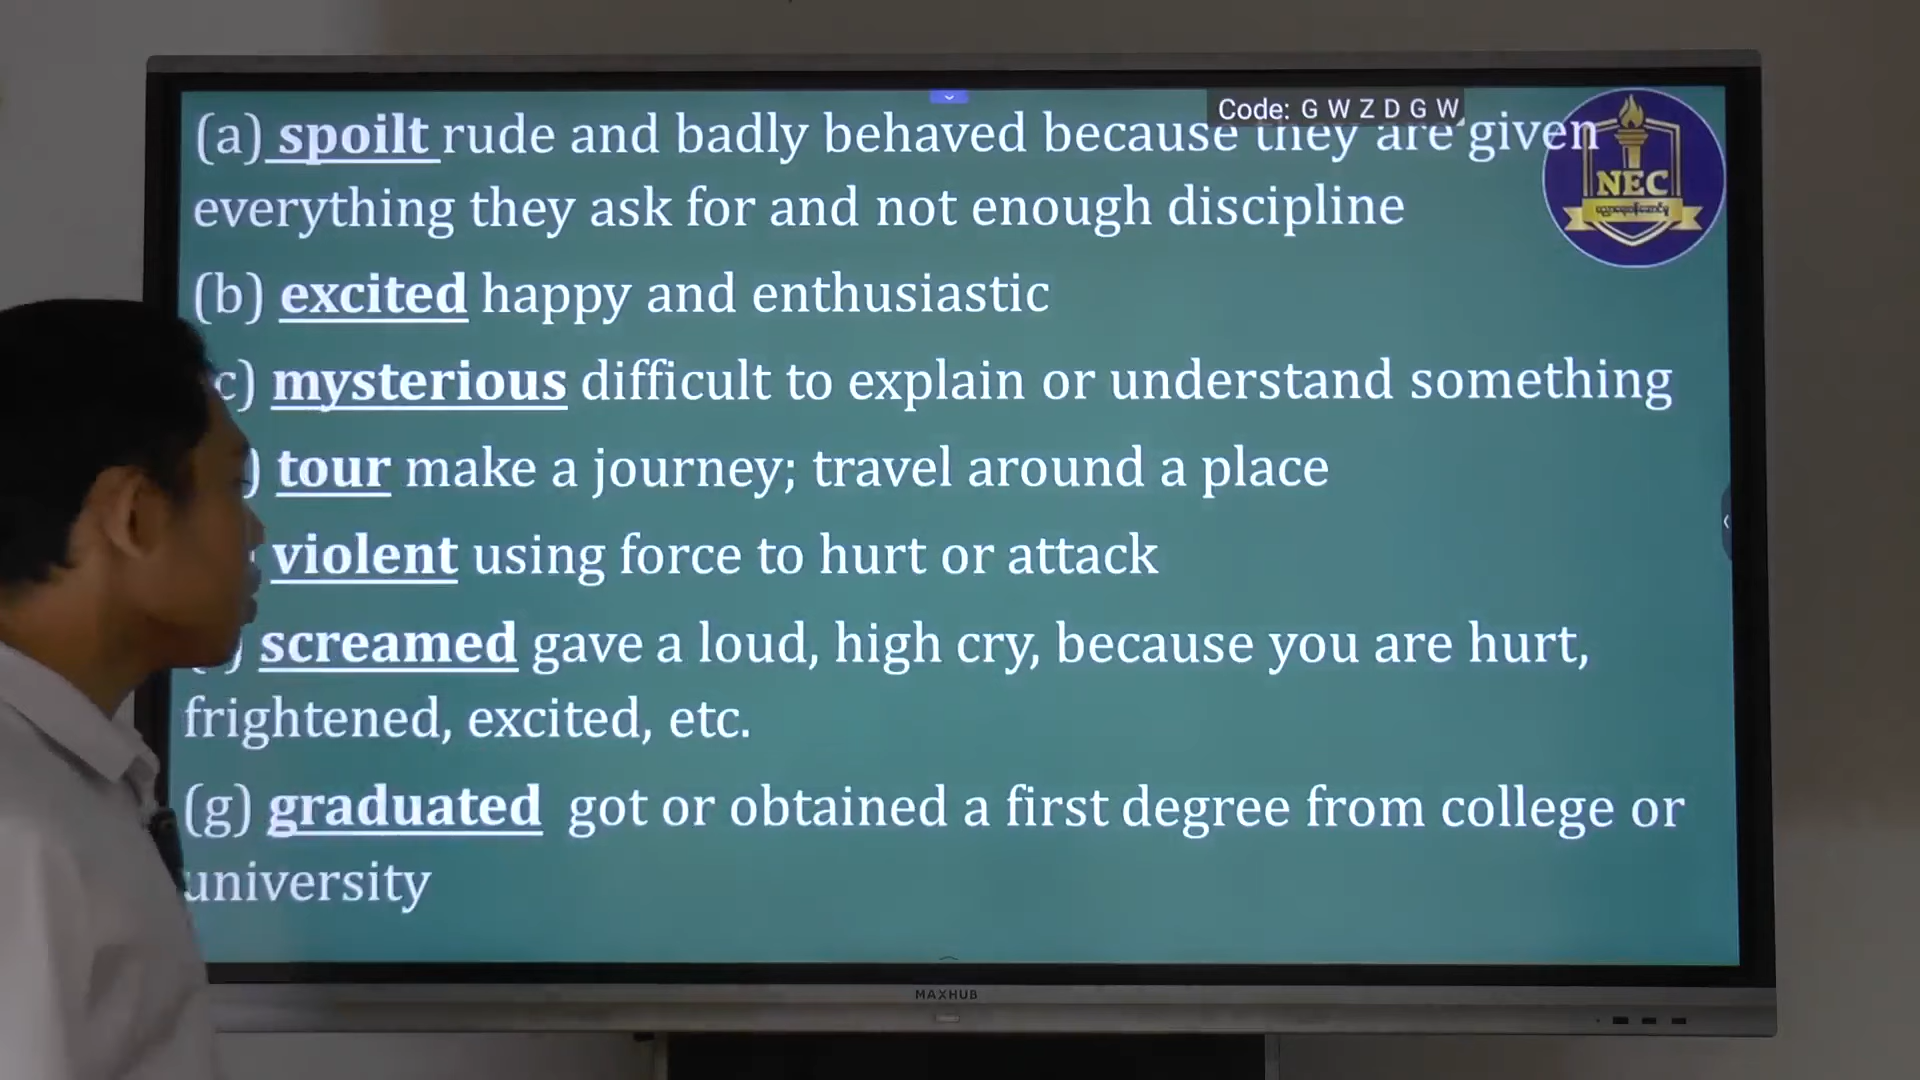 Code: G W Z D G W
(a) spoilt rude and badly behaved because they are given
everything they ask for and not enough discipline
NEC
(b) excited happy and enthusiastic
c) mysterious difficult to explain or understand something
) tour make a journey; travel around a place
violent using force to hurt or attack
) screamed gave a loud, high cry, because you are hurt,
frightened, excited, etc.
(g) graduated got or obtained a first degree from college or
university
MAXHUB